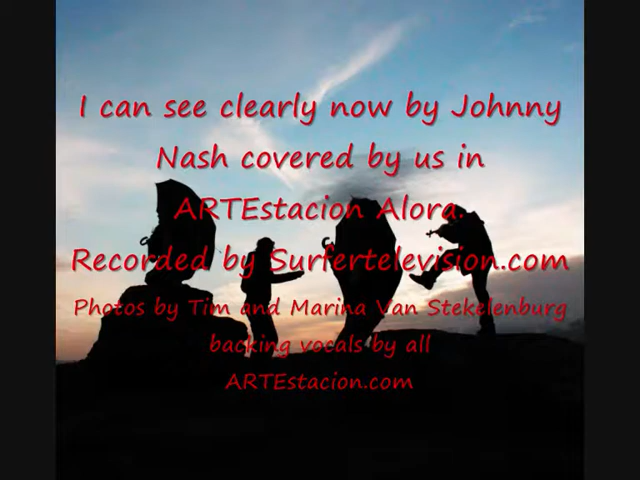 I can see clearly now by Johnny
Nash covered by us in
ARTEstacion Alora.
Recorded by Surfertelevision.com
Photos by Tim and Marina Van Stekelenburg
backing vocals by all
ARTEstacion.com